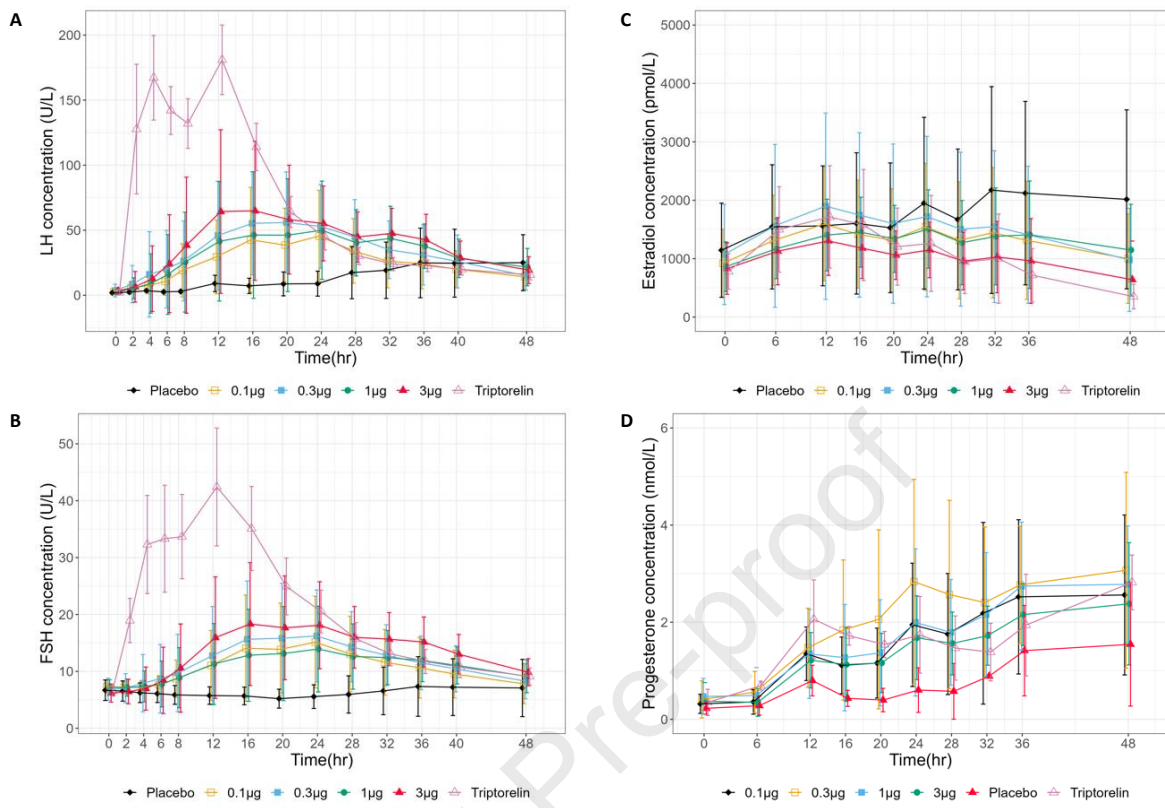 A
LH concentration (U/L)
200
150
100
50
0
0 2 4 6 8 12 16 20 24 28 32 36 40 48
Time(hr)
Placebo 0.1µg 0.3µg 1µg 3µg Triptorelin
B
FSH concentration (U/L)
50
40
30
20
10
0
0 2 4 6 8 12 16 20 24 28 32 36 40 48
Time(hr)
Placebo 0.1µg 0.3µg 1µg 3µg Triptorelin
C
Estradiol concentration (pmol/L)
5000
4000
3000
2000
1000
0
0 6 12 16 20 24 28 32 36 48
Time(hr)
Placebo 0.1µg 0.3µg 1µg 3µg Triptorelin
D
Progesterone concentration (nmol/L)
6
4
2
0
0 6 12 16 20 24 28 32 36 48
Time(hr)
0.1µg 0.3µg 1µg 3µg Placebo Triptorelin
Pre-proof